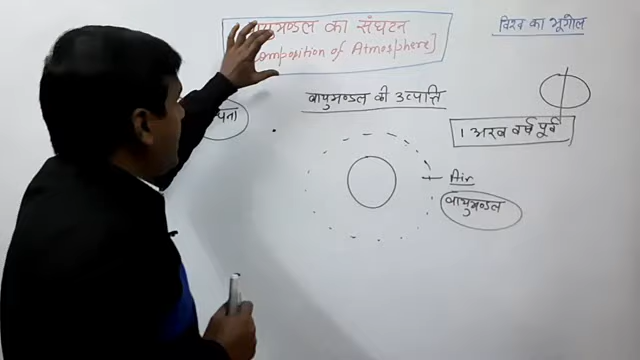 वायुमण्डल का संघटन
Composition of Atmosphere]
विश्व का भूगोल
वायुमण्डल की उत्पत्ति
1 अरब वर्ष पूर्व
Air
वायुमण्डल